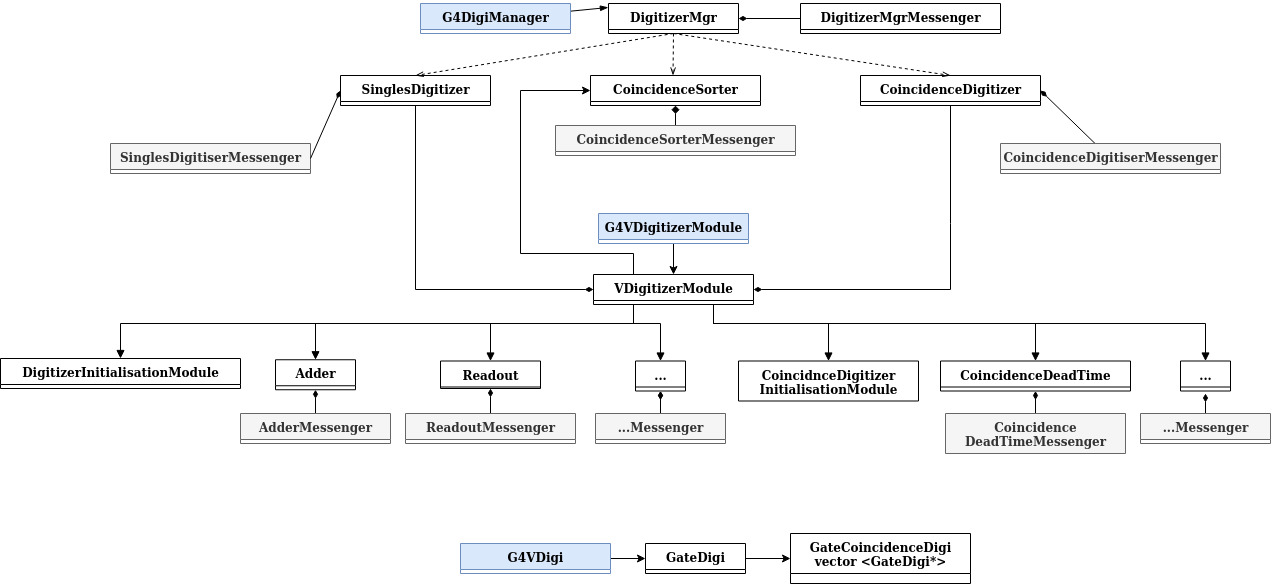 G4DigiManager
DigitizerMgr
DigitizerMgrMessenger
SinglesDigitizer
CoincidenceSorter
CoincidenceDigitizer
SinglesDigitiserMessenger
CoincidenceSorterMessenger
CoincidenceDigitiserMessenger
G4VDigitizerModule
VDigitizerModule
DigitizerInitialisationModule
Adder
Readout
...
CoincidnceDigitizer
InitialisationModule
CoincidenceDeadTime
...
AdderMessenger
ReadoutMessenger
...Messenger
Coincidence
DeadTimeMessenger
...Messenger
G4VDigi
GateDigi
GateCoincidenceDigi
vector <GateDigi*>